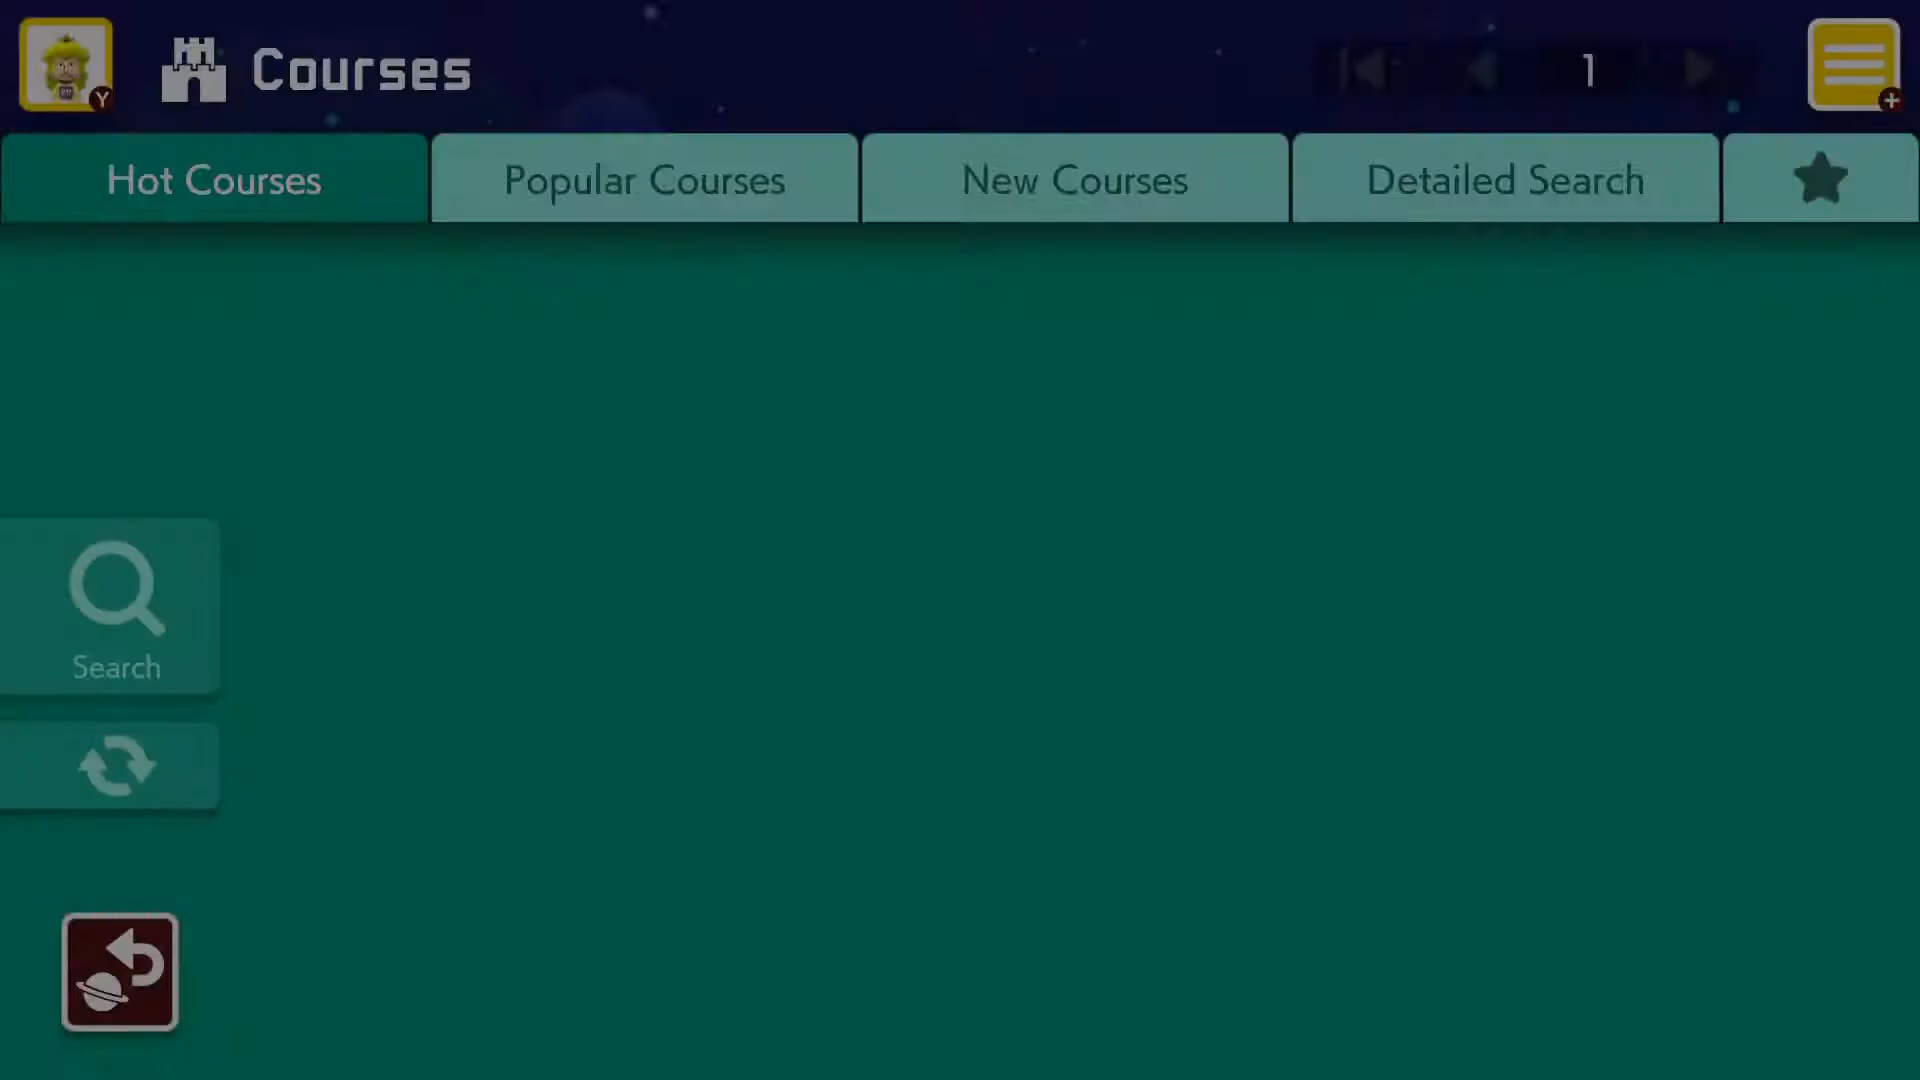 Courses
1
Hot Courses
Popular Courses
New Courses
Detailed Search
Search
Y
+